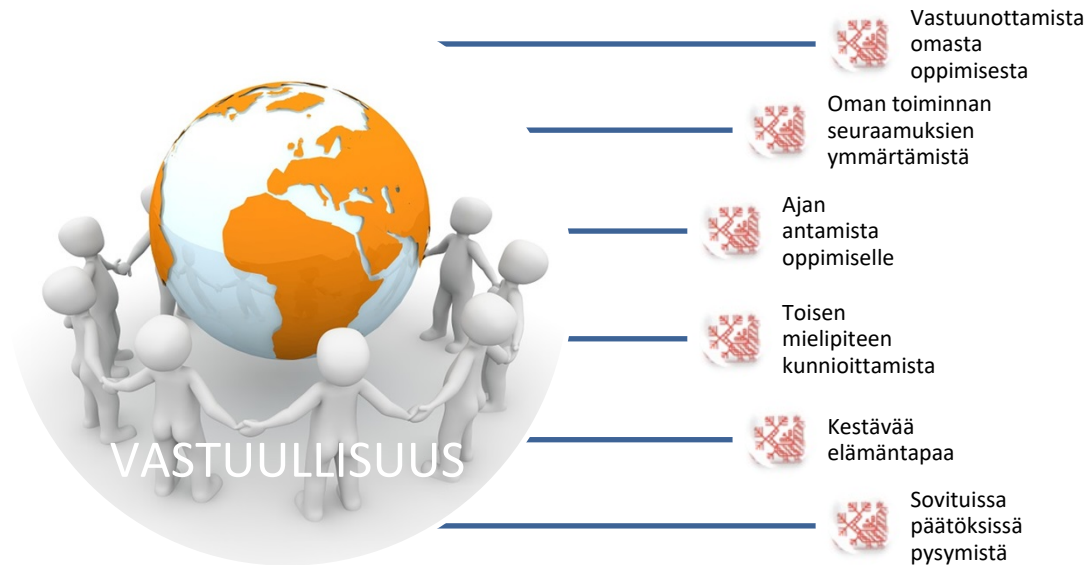 Vastuunottamista
omasta
oppimisesta
Oman toiminnan
seuraamuksien
ymmärtämistä
Ajan
antamista
oppimiselle
Toisen
mielipiteen
kunnioittamista
Kestävää
elämäntapaa
VASTUULLISUUS
Sovituissa
päätöksissä
pysymistä